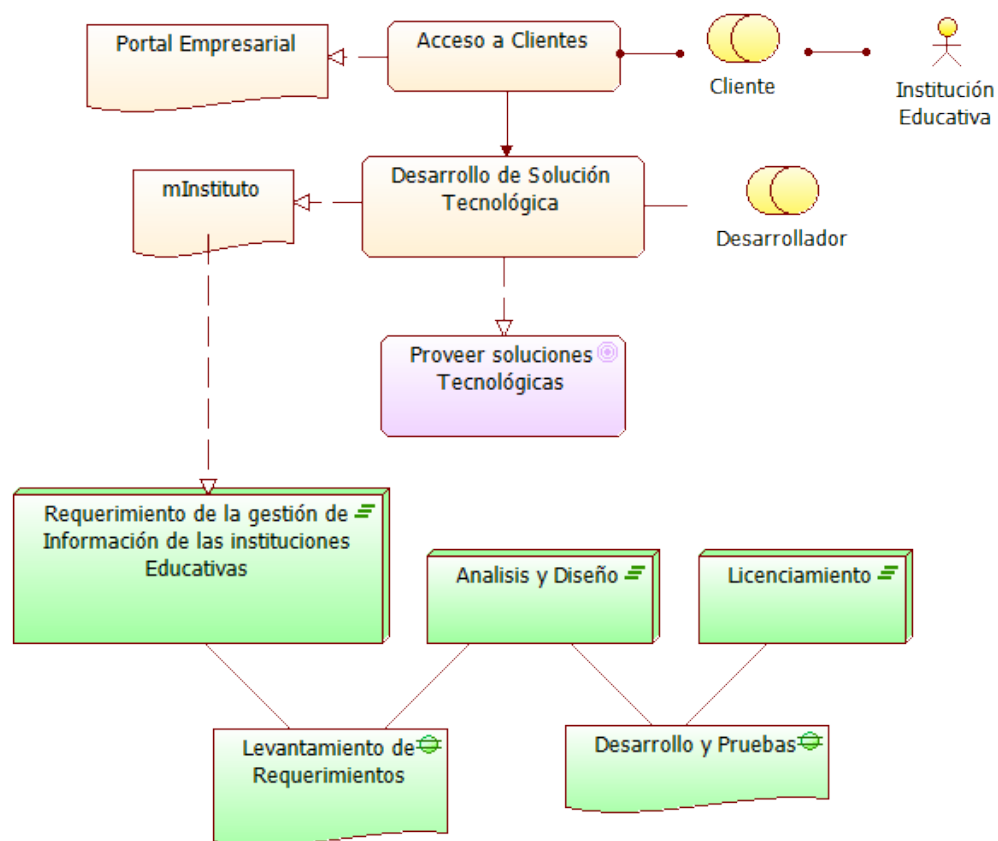 Portal Empresarial
Acceso a Clientes
Cliente
Institución
Educativa
mInstituto
Desarrollo de Solución
Tecnológica
Desarrollador
Proveer soluciones
Tecnológicas
Requerimiento de la gestión de
Información de las instituciones
Educativas
Analisis y Diseño
Licenciamiento
Levantamiento de
Requerimientos
Desarrollo y Pruebas